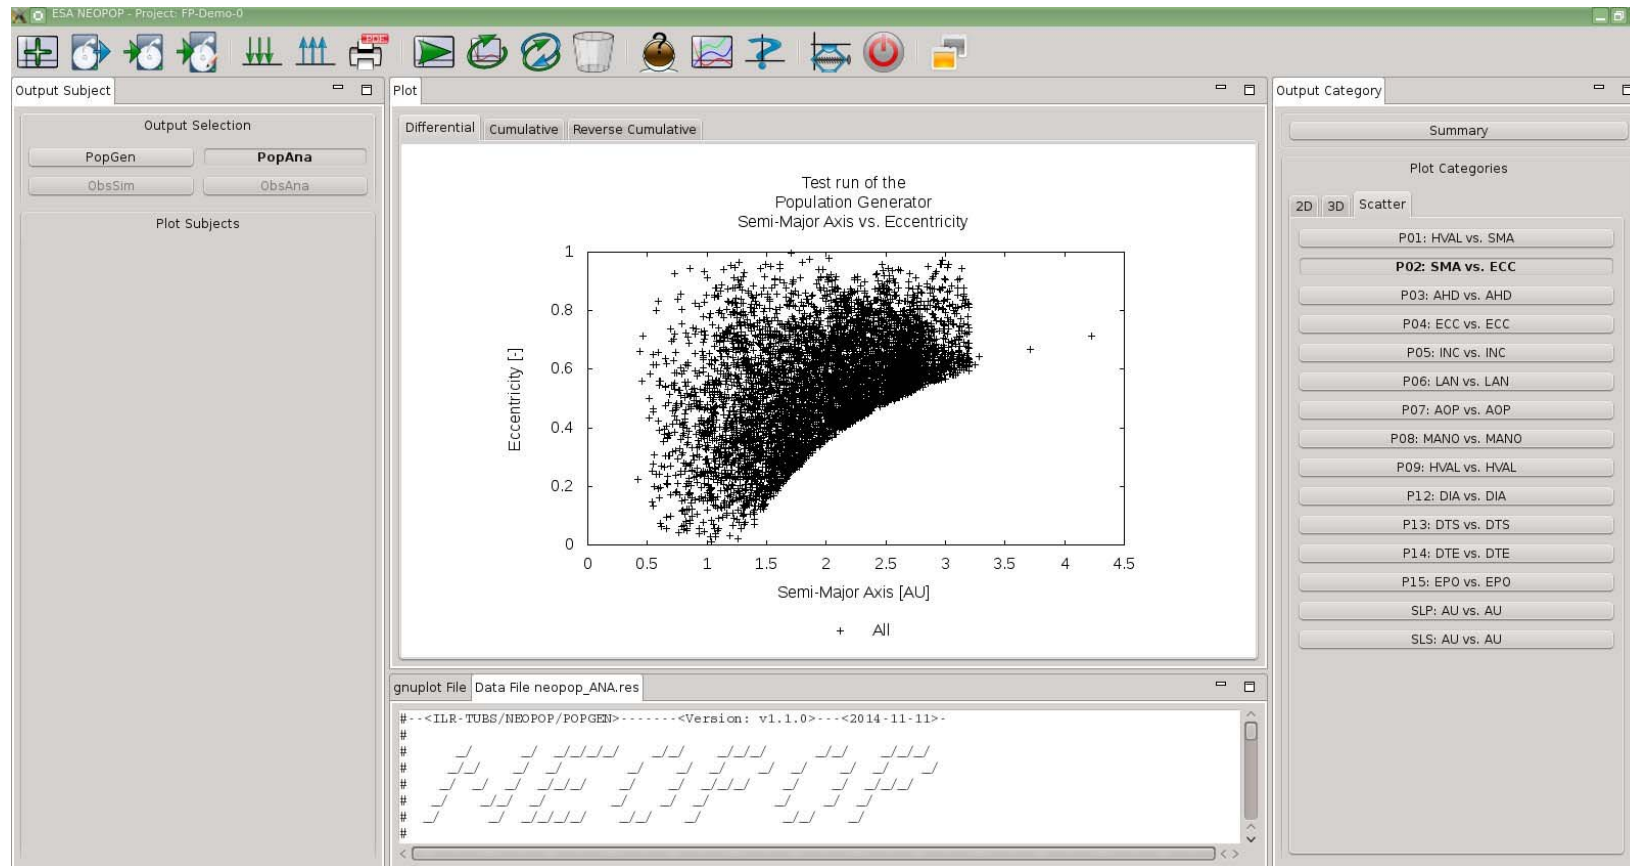 ESA NEOPOP - Project: FP-Demo-0
PDF
Output Subject
Output Selection
PopGen
PopAna
ObsSim
ObsAna
Plot Subjects
Plot
Differential
Cumulative
Reverse Cumulative
Test run of the
Population Generator
Semi-Major Axis vs. Eccentricity
1
0.8
0.6
0.4
0.2
0
Eccentricity [-]
0 0.5 1 1.5 2 2.5 3 3.5 4 4.5
Semi-Major Axis [AU]
+ All
gnuplot File
Data File neopop_ANA.res
#--<ILR-TUBS/NEOPOP/POPGEN>-------<Version: v1.1.0>---<2014-11-11>-
#
#
#
#
#
#
#
NEOPOP
Output Category
Summary
Plot Categories
2D
3D
Scatter
P01: HVAL vs. SMA
P02: SMA vs. ECC
P03: AHD vs. AHD
P04: ECC vs. ECC
P05: INC vs. INC
P06: LAN vs. LAN
P07: AOP vs. AOP
P08: MANO vs. MANO
P09: HVAL vs. HVAL
P12: DIA vs. DIA
P13: DTS vs. DTS
P14: DTE vs. DTE
P15: EPO vs. EPO
SLP: AU vs. AU
SLS: AU vs. AU